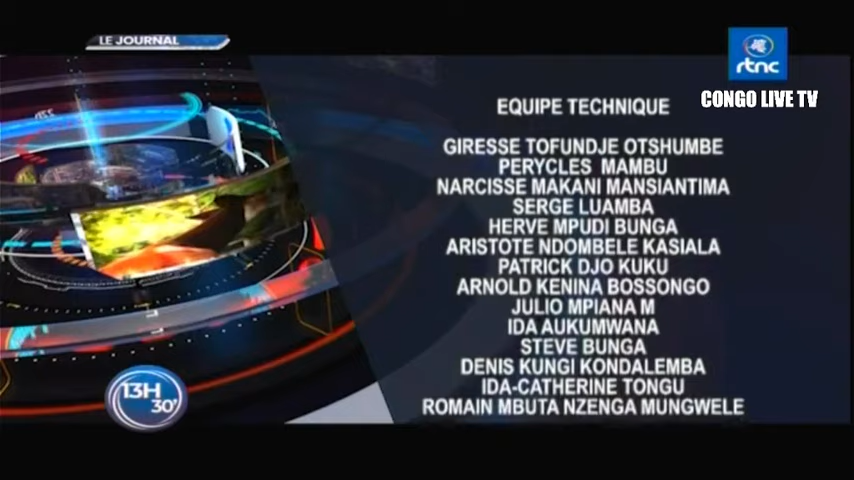 LE JOURNAL
rtnc
CONGO LIVE TV
EQUIPE TECHNIQUE
GIRESSE TOFUNDJE OTSHUMBE
PERYCLES MAMBU
NARCISSE MAKANI MANSIANTIMA
SERGE LUAMBA
HERVE MPUDI BUNGA
ARISTOTE NDOMBELE KASIALA
PATRICK DJO KUKU
ARNOLD KENINA BOSSONGO
JULIO MPIANA M
IDA AUKUMWANA
STEVE BUNGA
DENIS KUNGI KONDALEMBA
IDA-CATHERINE TONGU
ROMAIN MBUTA NZENGA MUNGWELE
13H
30'